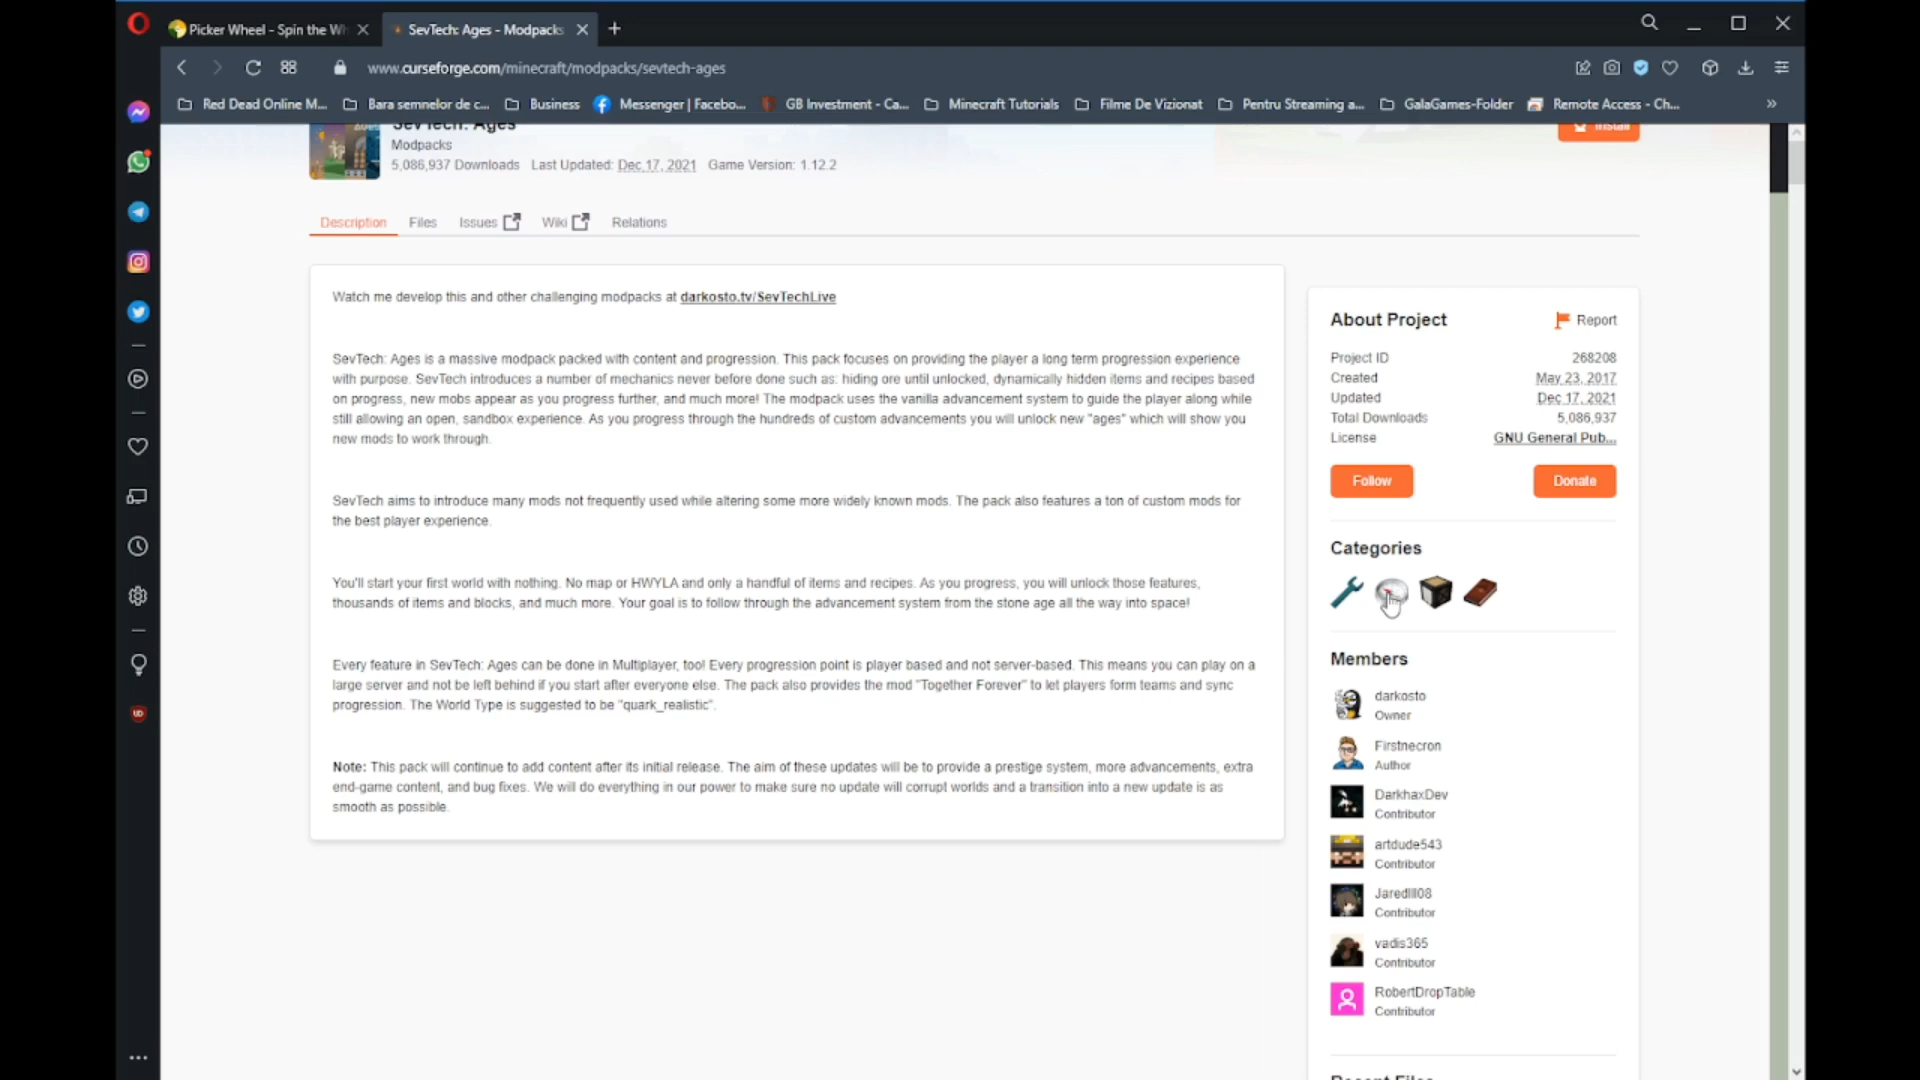 Picker Wheel - Spin the Wh
SevTech: Ages - Modpacks
www.curseforge.com/minecraft/modpacks/sevtech-ages
Red Dead Online M... Bara semnelor de c... Business Messenger | Facebo... GB Investment - Ca... Minecraft Tutorials Filme De Vizionat Pentru Streaming a... GalaGames-Folder Remote Access - Ch... »
SevTech: Ages
Install
Modpacks
5,086,937 Downloads Last Updated: Dec 17, 2021 Game Version: 1.12.2
Description Files Issues Wiki Relations
Watch me develop this and other challenging modpacks at darkosto.tv/SevTechLive
SevTech: Ages is a massive modpack packed with content and progression. This pack focuses on providing the player a long term progression experience
with purpose. SevTech introduces a number of mechanics never before done such as: hiding ore until unlocked, dynamically hidden items and recipes based
on progress, new mobs appear as you progress further, and much more! The modpack uses the vanilla advancement system to guide the player along while
still allowing an open, sandbox experience. As you progress through the hundreds of custom advancements you will unlock new "ages" which will show you
new mods to work through.
SevTech aims to introduce many mods not frequently used while altering some more widely known mods. The pack also features a ton of custom mods for
the best player experience.
You'll start your first world with nothing. No map or HWYLA and only a handful of items and recipes. As you progress, you will unlock those features,
thousands of items and blocks, and much more. Your goal is to follow through the advancement system from the stone age all the way into space!
Every feature in SevTech: Ages can be done in Multiplayer, too! Every progression point is player based and not server-based. This means you can play on a
large server and not be left behind if you start after everyone else. The pack also provides the mod "Together Forever" to let players form teams and sync
progression. The World Type is suggested to be "quark_realistic".
Note: This pack will continue to add content after its initial release. The aim of these updates will be to provide a prestige system, more advancements, extra
end-game content, and bug fixes. We will do everything in our power to make sure no update will corrupt worlds and a transition into a new update is as
smooth as possible.
About Project Report
Project ID 268208
Created May 23, 2017
Updated Dec 17, 2021
Total Downloads 5,086,937
License GNU General Pub...
Follow Donate
Categories
Members
darkosto
Owner
Firstnecron
Author
DarkhaxDev
Contributor
artdude543
Contributor
Jaredlll08
Contributor
vadis365
Contributor
RobertDropTable
Contributor
Recent Files